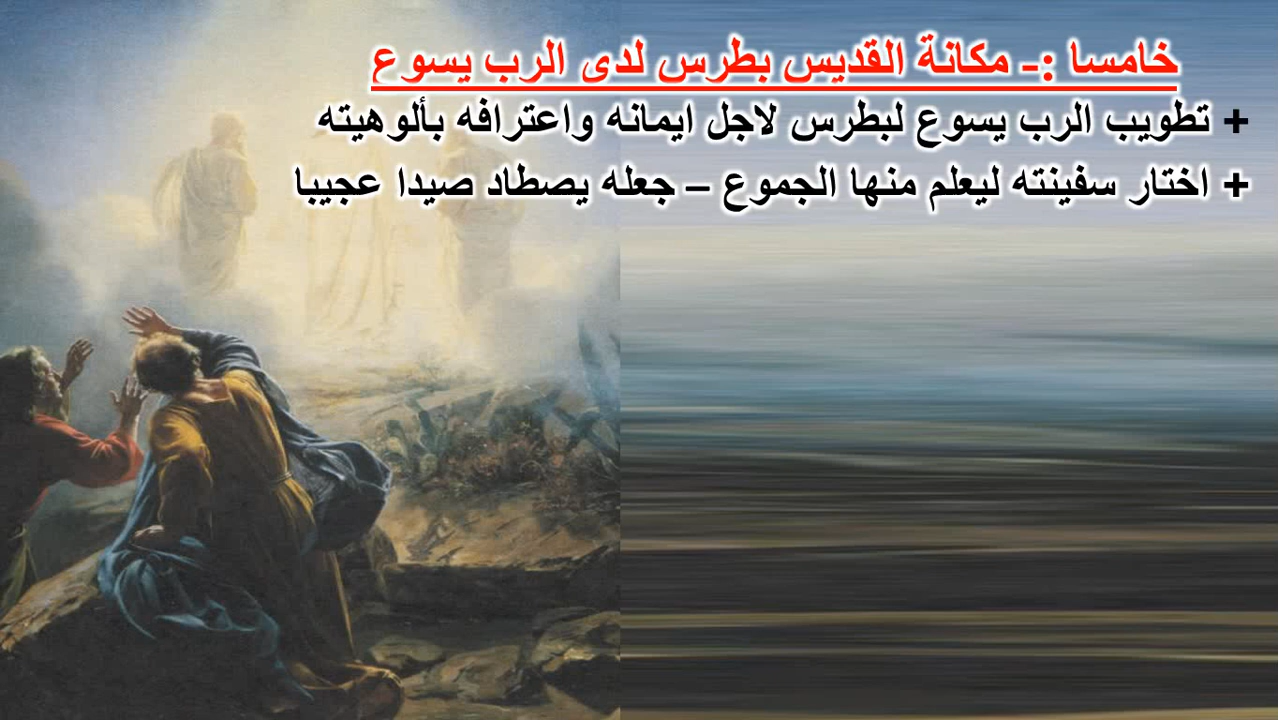 خامسا :- مكانة القديس بطرس لدى الرب يسوع
+ تطويب الرب يسوع لبطرس لاجل ايمانه واعترافه بألوهيته
+ اختار سفينته ليعلم منها الجموع – جعله يصطاد صيدا عجيبا